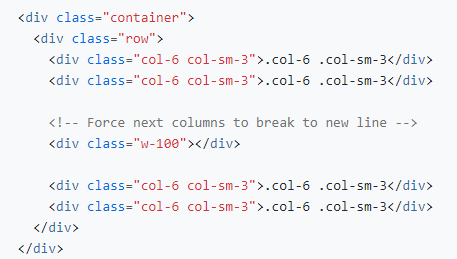 <div class="container">
  <div class="row">
    <div class="col-6 col-sm-3">.col-6 .col-sm-3</div>
    <div class="col-6 col-sm-3">.col-6 .col-sm-3</div>

    <!-- Force next columns to break to new line -->
    <div class="w-100"></div>

    <div class="col-6 col-sm-3">.col-6 .col-sm-3</div>
    <div class="col-6 col-sm-3">.col-6 .col-sm-3</div>
  </div>
</div>